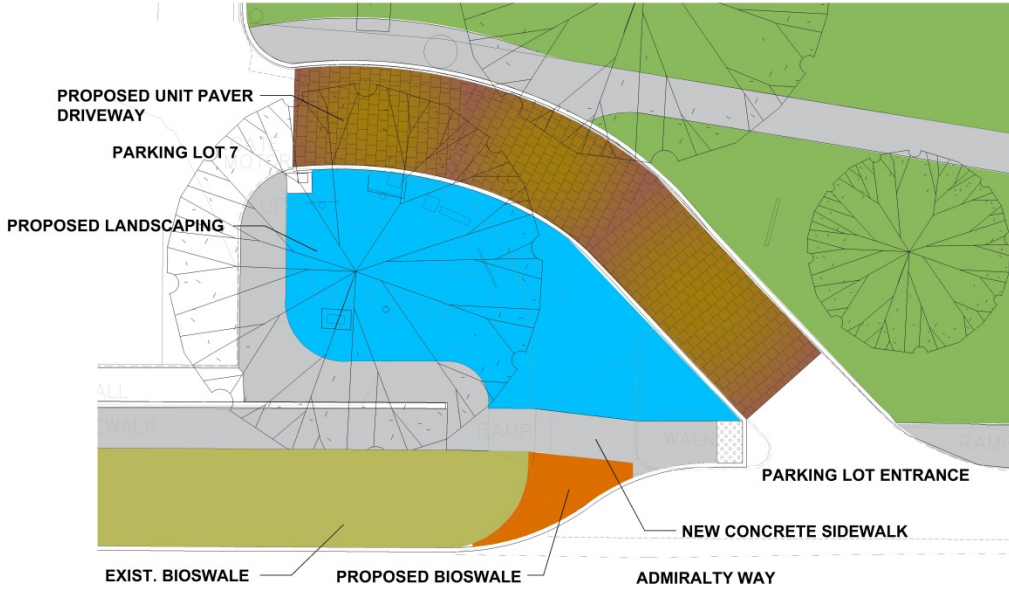 PROPOSED UNIT PAVER
DRIVEWAY
PARKING LOT 7
PROPOSED LANDSCAPING
RAMP
WALK
RAMP
PARKING LOT ENTRANCE
NEW CONCRETE SIDEWALK
EXIST. BIOSWALE
PROPOSED BIOSWALE
ADMIRALTY WAY